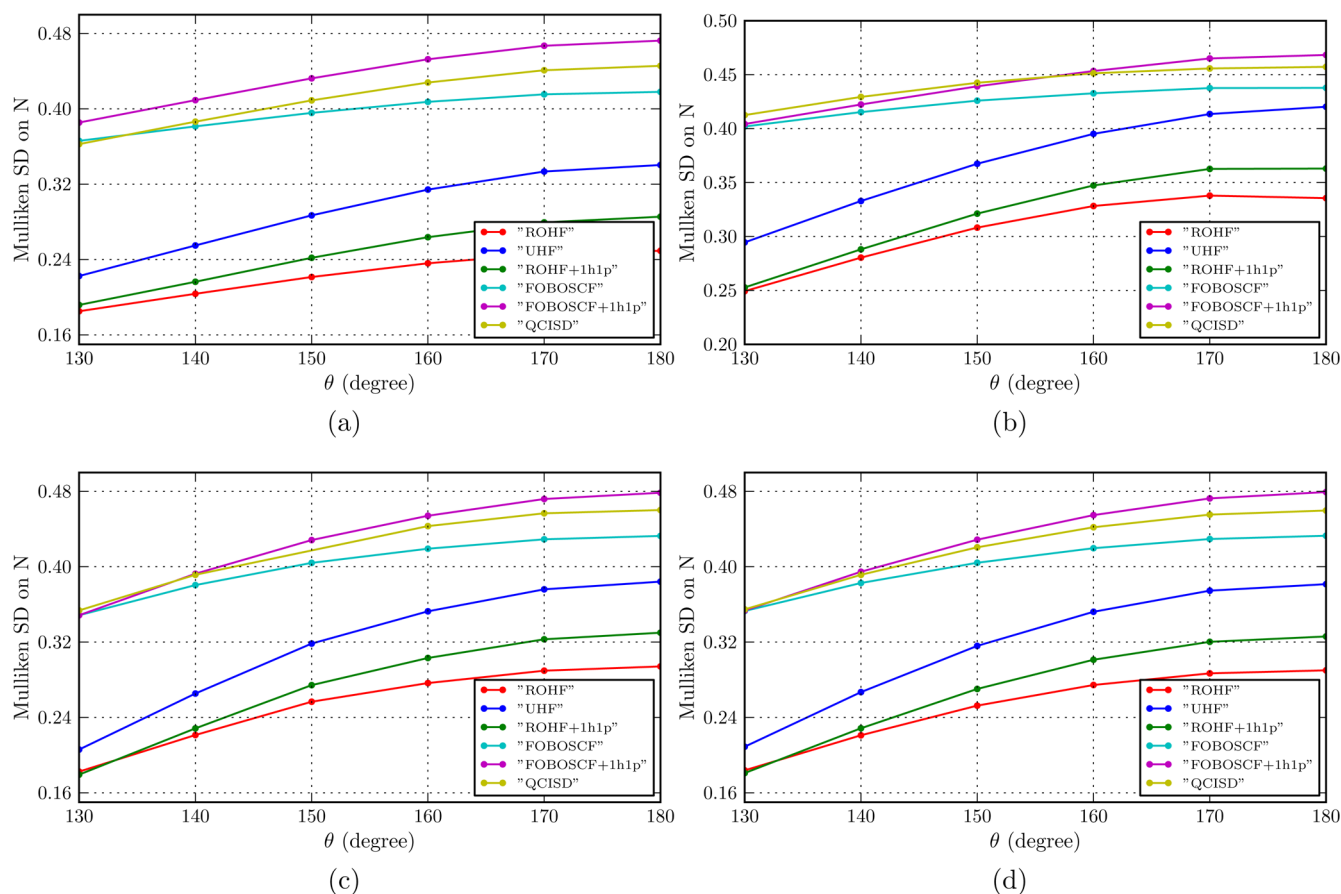 0.48
0.40
0.32
0.24
0.16
Mulliken SD on N
130 140 150 160 170 180
θ (degree)
"ROHF"
"UHF"
"ROHF+1h1p"
"FOBOSCF"
"FOBOSCF+1h1p"
"QCISD"
(a)
0.50
0.45
0.40
0.35
0.30
0.25
0.20
Mulliken SD on N
130 140 150 160 170 180
θ (degree)
"ROHF"
"UHF"
"ROHF+1h1p"
"FOBOSCF"
"FOBOSCF+1h1p"
"QCISD"
(b)
0.48
0.40
0.32
0.24
0.16
Mulliken SD on N
130 140 150 160 170 180
θ (degree)
"ROHF"
"UHF"
"ROHF+1h1p"
"FOBOSCF"
"FOBOSCF+1h1p"
"QCISD"
(c)
0.48
0.40
0.32
0.24
0.16
Mulliken SD on N
130 140 150 160 170 180
θ (degree)
"ROHF"
"UHF"
"ROHF+1h1p"
"FOBOSCF"
"FOBOSCF+1h1p"
"QCISD"
(d)